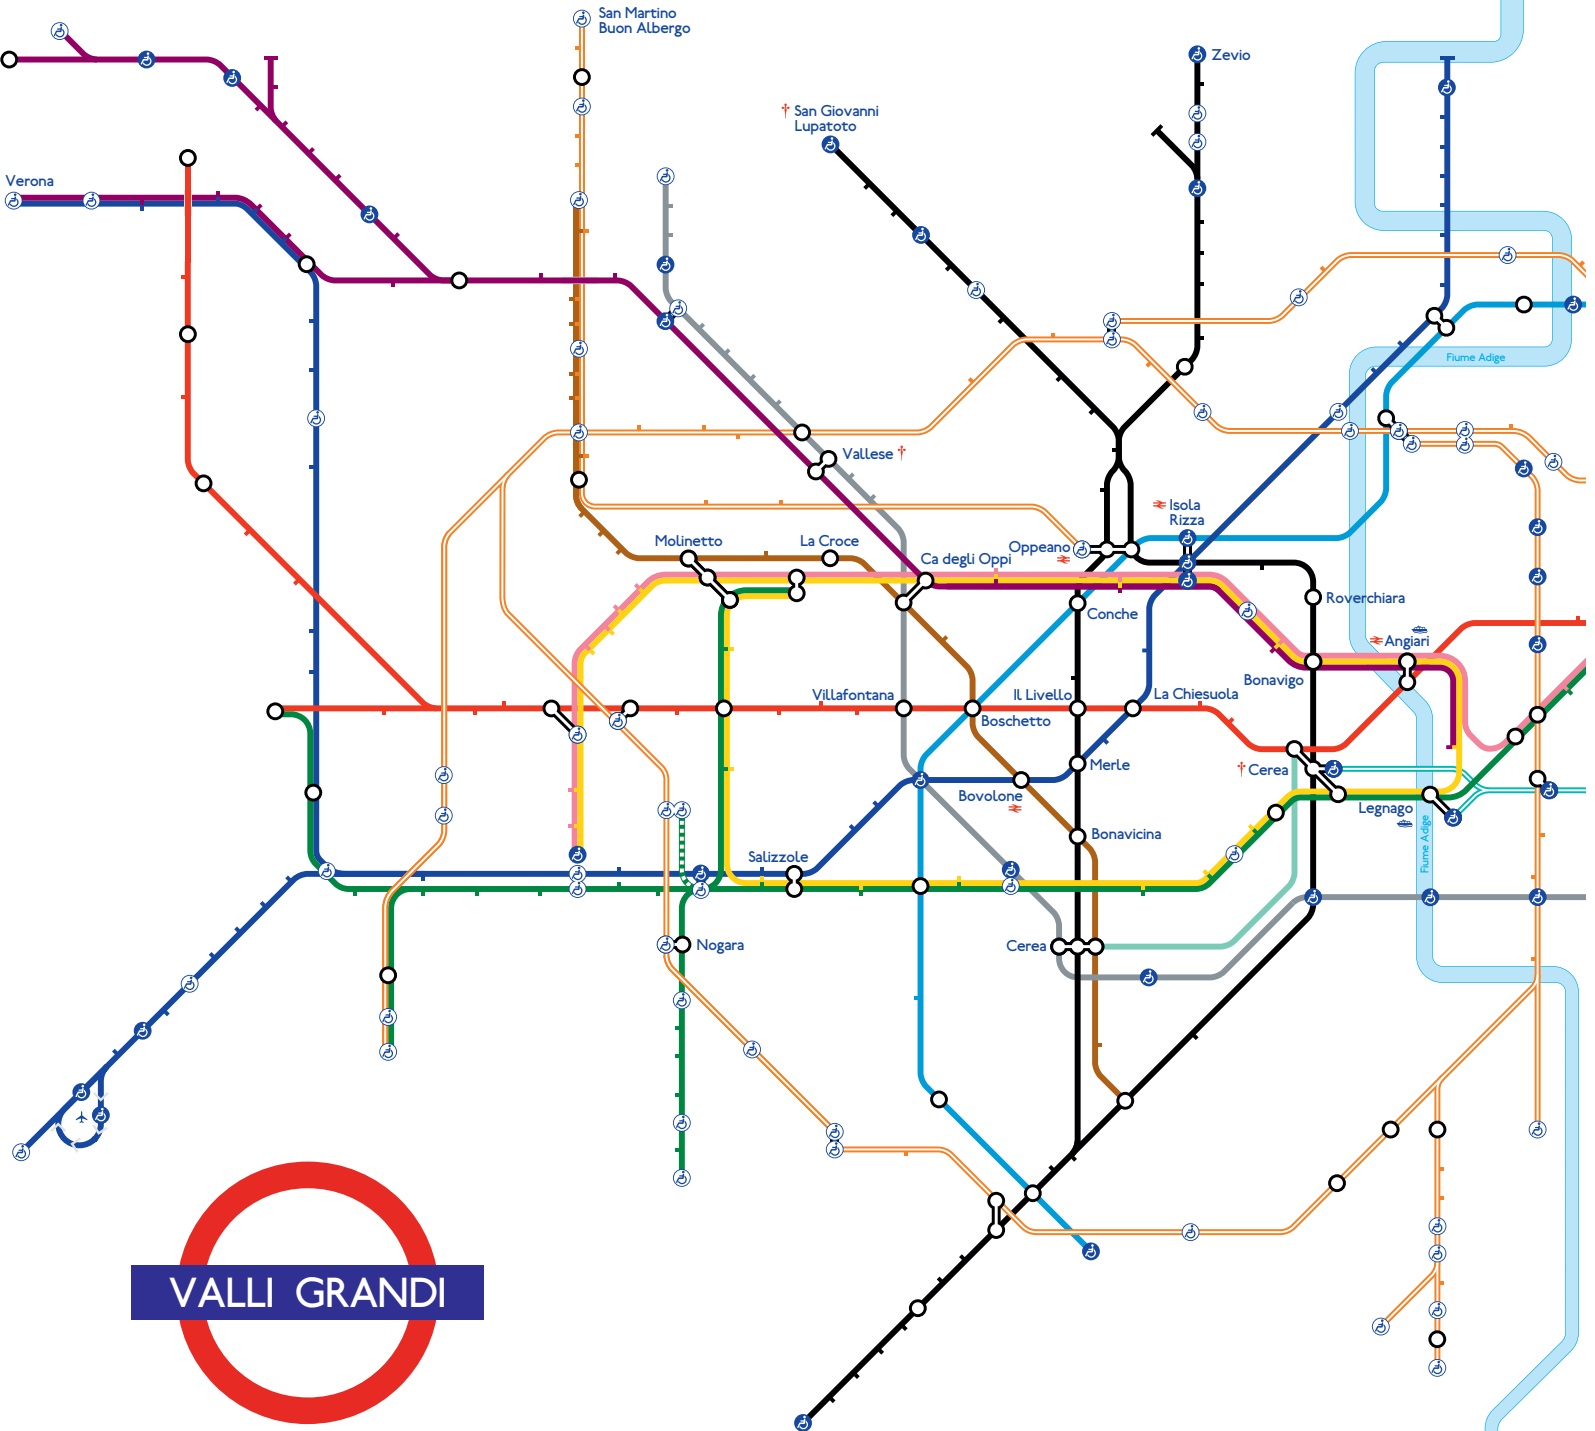 San Martino
Buon Albergo
Zevio
† San Giovanni
Lupatoto
Verona
Fiume Adige
Vallese †
Isola
Rizza
Molinetto
La Croce
Oppeano
Ca degli Oppi
Roverchiara
Conche
Angiari
Bonavigo
Villafontana
Il Livello
La Chiesuola
Boschetto
Merle
† Cerea
Bovolone
Legnago
Bonavicina
Fiume Adige
Salizzole
Nogara
Cerea
VALLI GRANDI